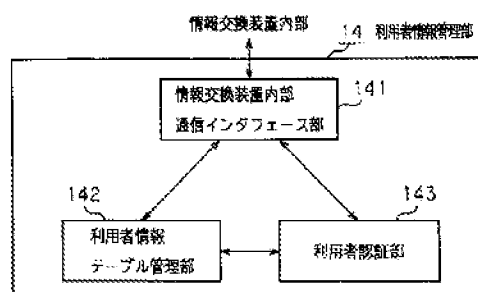 情報交換装置内部
14 利用者情報管理部
情報交換装置内部
通信インタフェース部
141
142
利用者情報
テーブル管理部
143
利用者認証部